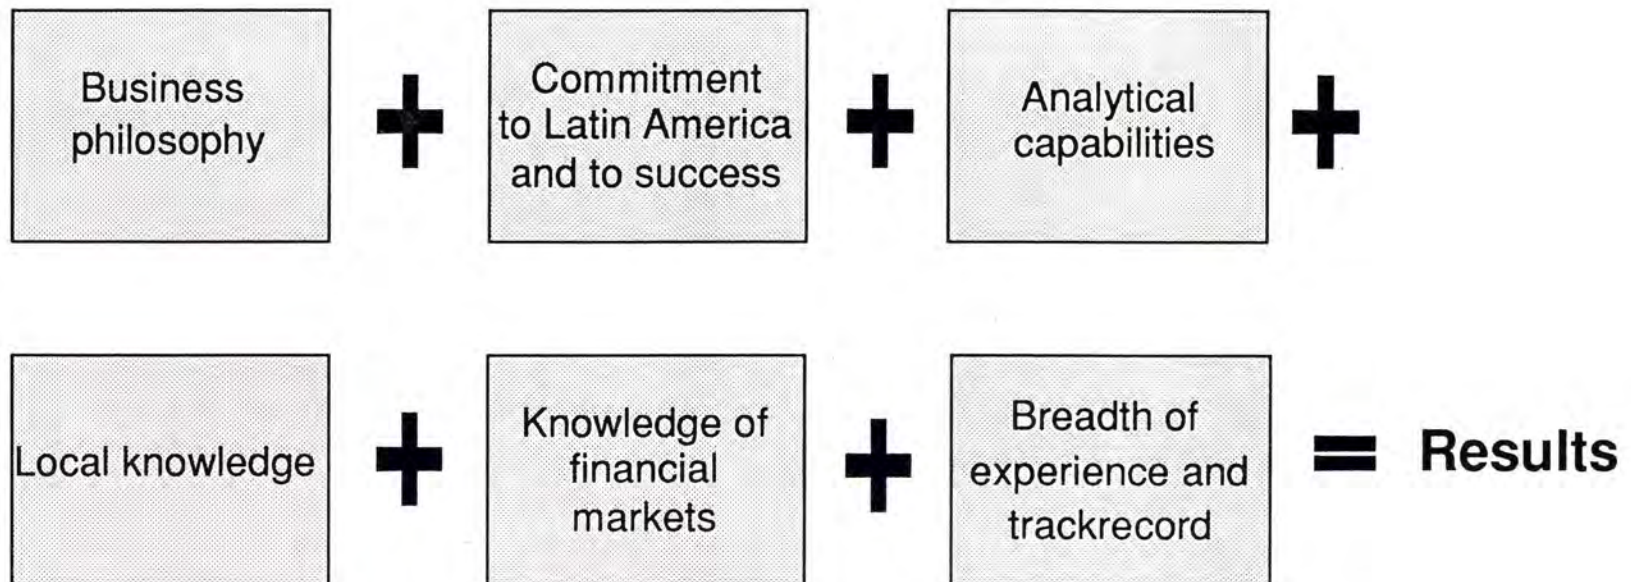 Business
philosophy
+
Commitment
to Latin America
and to success
+
Analytical
capabilities
+
Local knowledge
+
Knowledge of
financial
markets
+
Breadth of
experience and
trackrecord
= Results